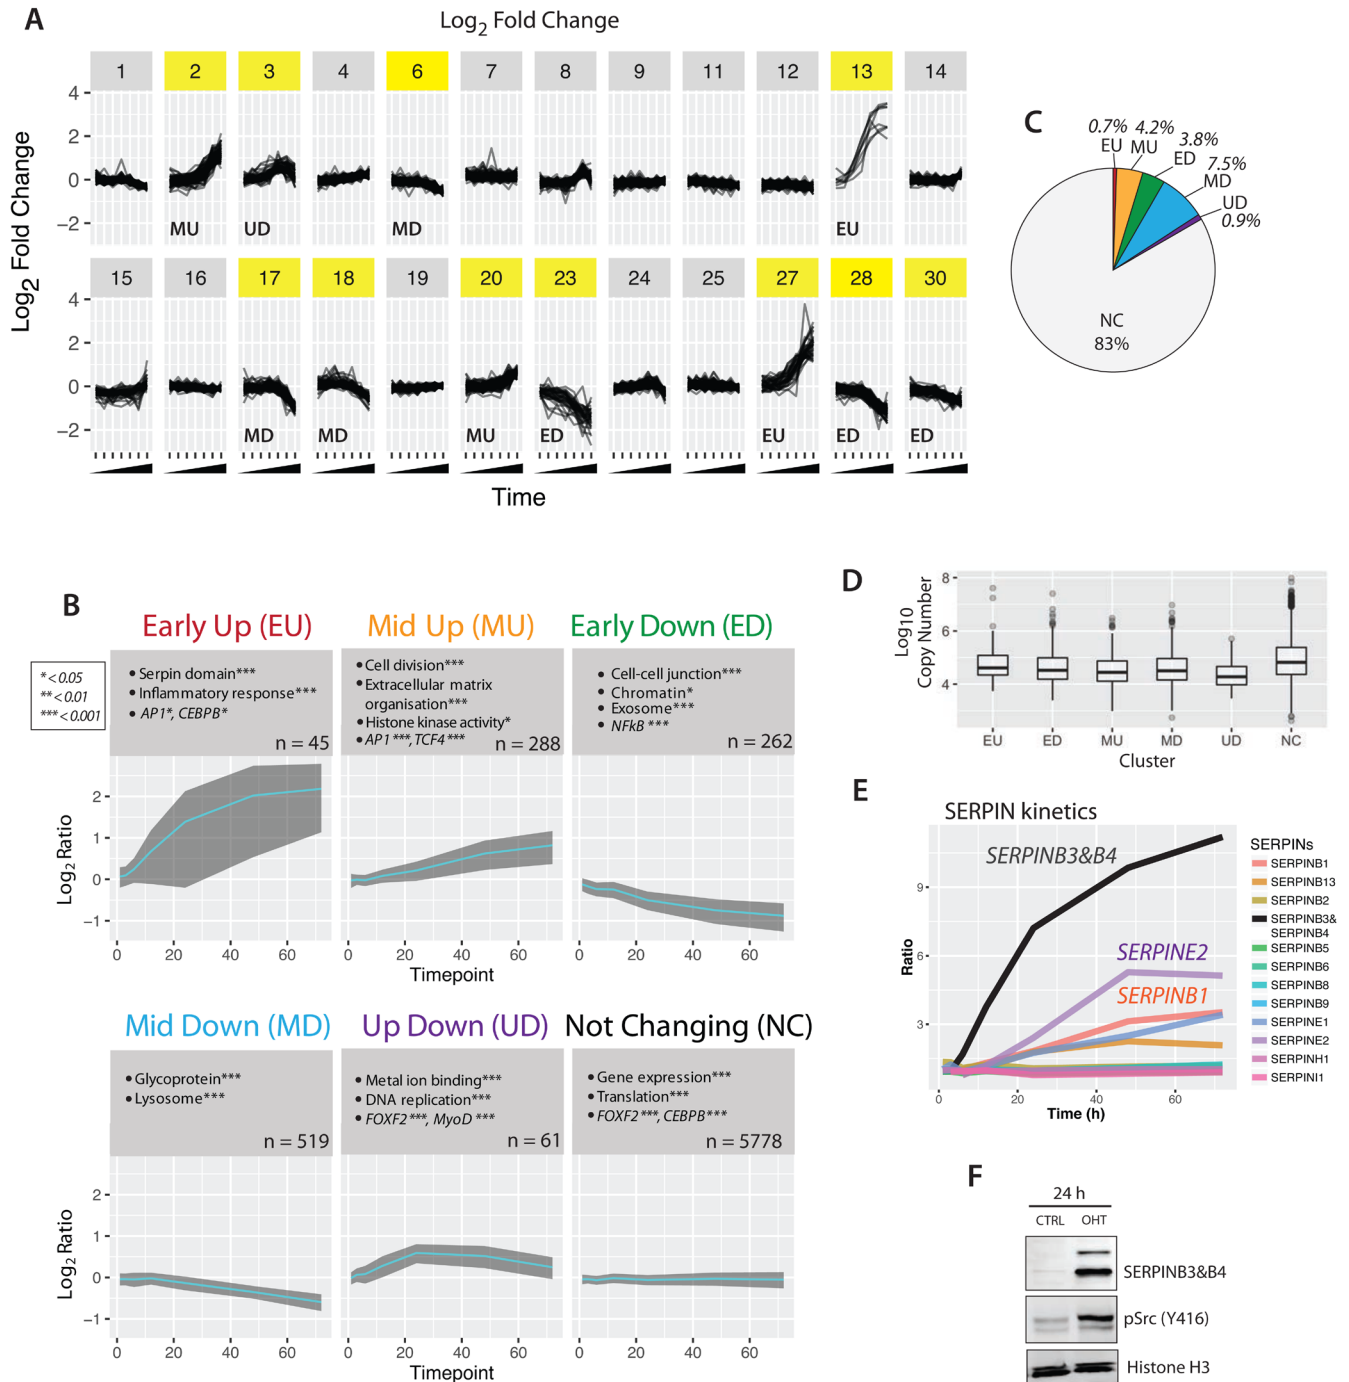 A
Log2 Fold Change
1 2 3 4 6 7 8 9 11 12 13 14
4
2
0
−2
MU UD MD EU
15 16 17 18 19 20 23 24 25 27 28 30
4
2
0
−2
MD MD MU ED EU ED ED
Log2 Fold Change
Time
C
0.7% 4.2% 3.8%
EU MU ED 7.5%
MD
UD
0.9%
NC
83%
B
* < 0.05
** < 0.01
*** < 0.001
Early Up (EU)
• Serpin domain***
• Inflammatory response***
• AP1*, CEBPB*
n = 45
Mid Up (MU)
• Cell division***
• Extracellular matrix
organisation***
• Histone kinase activity*
• AP1***, TCF4***
n = 288
Early Down (ED)
• Cell-cell junction***
• Chromatin*
• Exosome***
• NFkB ***
n = 262
Log2 Ratio
2
1
0
−1
0 20 40 60 0 20 40 60 0 20 40 60
Timepoint
Mid Down (MD)
• Glycoprotein***
• Lysosome***
n = 519
Up Down (UD)
• Metal ion binding***
• DNA replication***
• FOXF2 ***, MyoD ***
n = 61
Not Changing (NC)
• Gene expression***
• Translation***
• FOXF2 ***, CEBPB***
n = 5778
Log2 Ratio
2
1
0
−1
0 20 40 60 0 20 40 60 0 20 40 60
Timepoint
D
Log10
Copy Number
8
6
4
EU ED MU MD UD NC
Cluster
E
SERPIN kinetics
SERPINB3&B4
SERPINE2
SERPINB1
Ratio
9
6
3
0 20 40 60
Time (h)
SERPINs
SERPINB1
SERPINB13
SERPINB2
SERPINB3&
SERPINB4
SERPINB5
SERPINB6
SERPINB8
SERPINB9
SERPINE1
SERPINE2
SERPINH1
SERPINI1
F
24 h
CTRL OHT
SERPINB3&B4
pSrc (Y416)
Histone H3